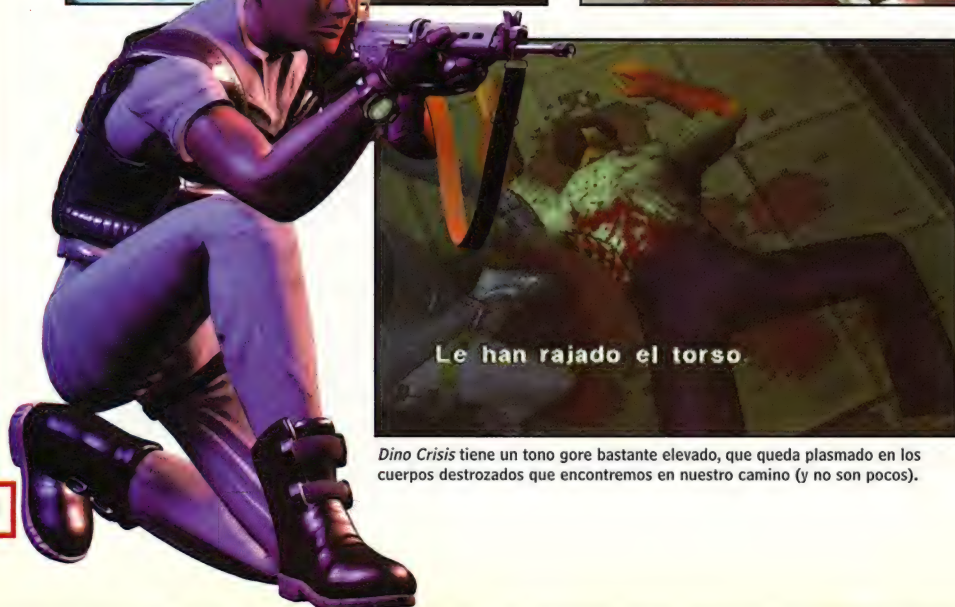 Le han rajado el torso.
Dino Crisis tiene un tono gore bastante elevado, que queda plasmado en los
cuerpos destrozados que encontremos en nuestro camino (y no son pocos).